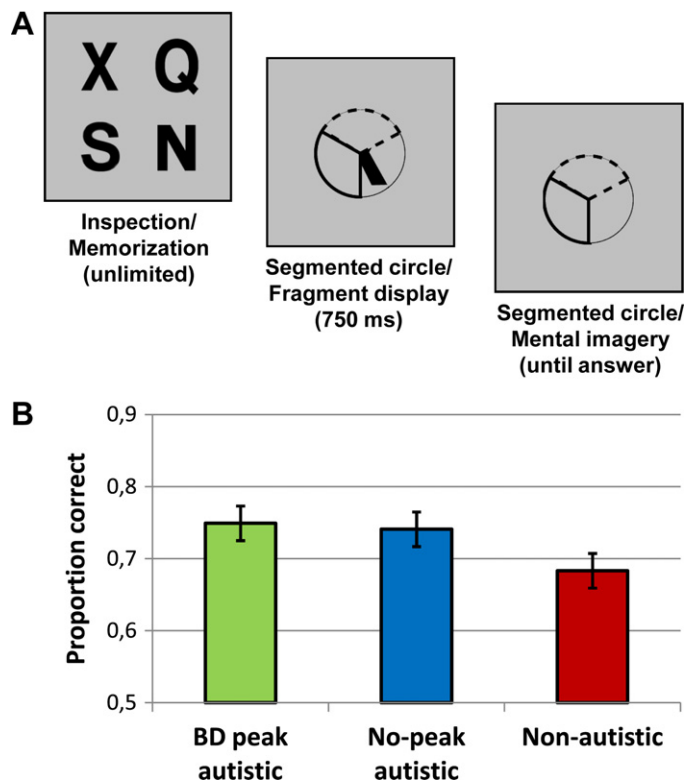 A
X Q
S N
Inspection/
Memorization
(unlimited)
Segmented circle/
Fragment display
(750 ms)
Segmented circle/
Mental imagery
(until answer)
B
Proportion correct
0,9
0,8
0,7
0,6
0,5
BD peak
autistic
No-peak
autistic
Non-autistic